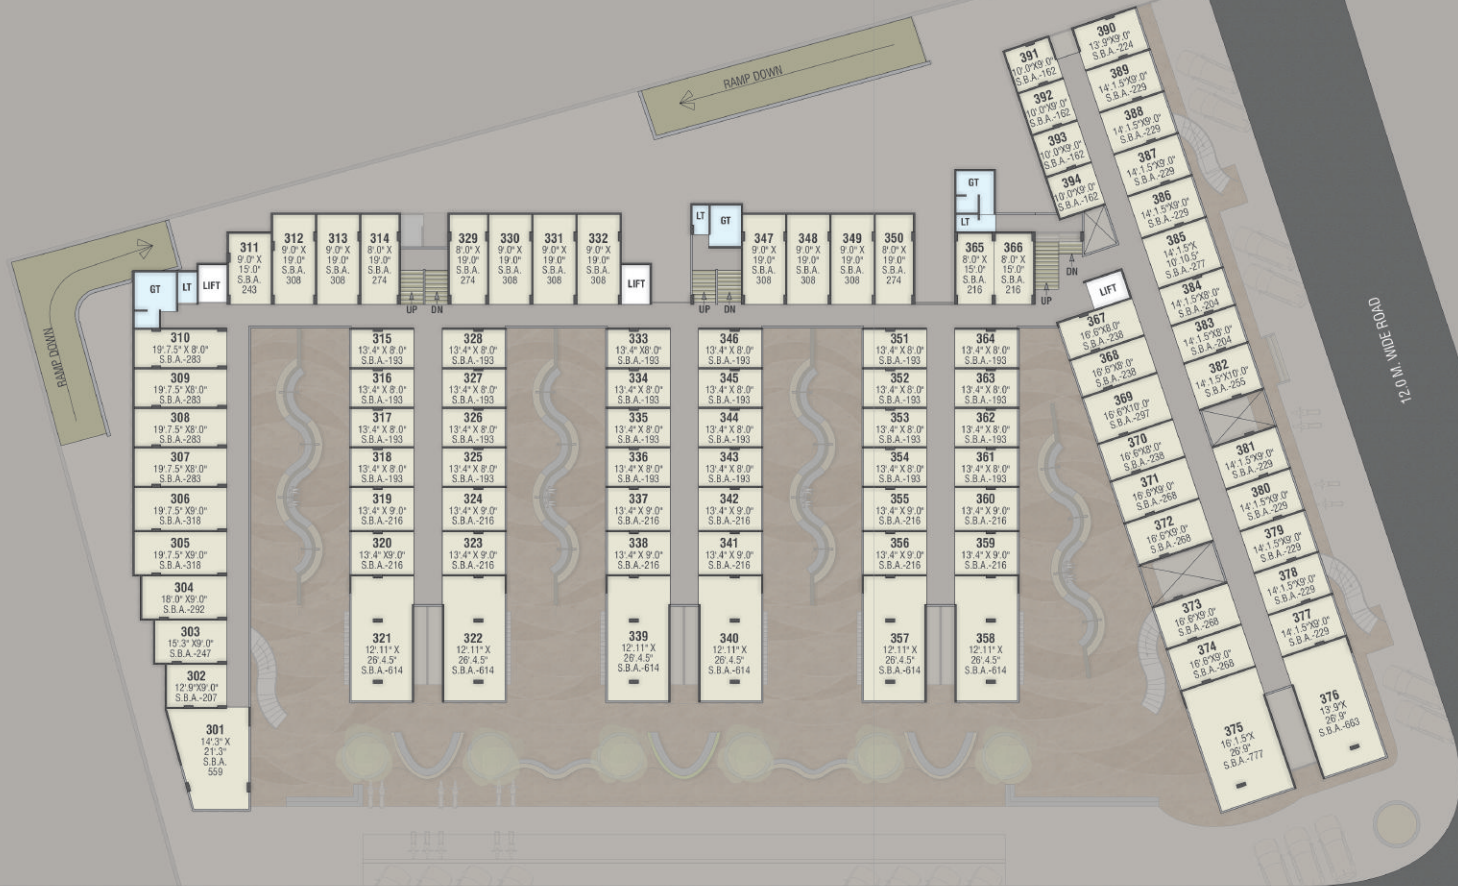 RAMP DOWN
RAMP DOWN
12.0 M. WIDE ROAD
390
13'.9"X9'.0"
S.B.A.-224
391
10'.0"X9'.0"
S.B.A.-162
389
14'.1.5"X9'.0"
S.B.A.-229
392
10'.0"X9'.0"
S.B.A.-162
388
14'.1.5"X9'.0"
S.B.A.-229
393
10'.0"X9'.0"
S.B.A.-162
387
14'.1.5"X9'.0"
S.B.A.-229
394
10'.0"X9'.0"
S.B.A.-162
386
14'.1.5"X9'.0"
S.B.A.-229
385
14'.1.5"X
10'.10.5"
S.B.A.-277
384
14'.1.5"X8'.0"
S.B.A.-204
383
14'.1.5"X8'.0"
S.B.A.-204
382
14'.1.5"X10'.0"
S.B.A.-255
381
14'.1.5"X9'.0"
S.B.A.-229
380
14'.1.5"X9'.0"
S.B.A.-229
379
14'.1.5"X9'.0"
S.B.A.-229
378
14'.1.5"X9'.0"
S.B.A.-229
377
14'.1.5"X9'.0"
S.B.A.-229
376
13'.9"X
26'.9"
S.B.A.-663
GT
LT
LIFT
311
9'.0" X
15'.0"
S.B.A.
243
312
9'.0" X
19'.0"
S.B.A.
308
313
9'.0" X
19'.0"
S.B.A.
308
314
8'.0" X
19'.0"
S.B.A.
274
UP
DN
329
8'.0" X
19'.0"
S.B.A.
274
330
9'.0" X
19'.0"
S.B.A.
308
331
9'.0" X
19'.0"
S.B.A.
308
332
9'.0" X
19'.0"
S.B.A.
308
LIFT
LT
GT
UP
DN
347
9'.0" X
19'.0"
S.B.A.
308
348
9'.0" X
19'.0"
S.B.A.
308
349
9'.0" X
19'.0"
S.B.A.
308
350
8'.0" X
19'.0"
S.B.A.
274
GT
LT
365
8'.0" X
15'.0"
S.B.A.
216
366
8'.0" X
15'.0"
S.B.A.
216
UP
DN
LIFT
310
19'.7.5" X 8'.0"
S.B.A.-283
309
19'.7.5" X8'.0"
S.B.A.-283
308
19'.7.5" X8'.0"
S.B.A.-283
307
19'.7.5" X8'.0"
S.B.A.-283
306
19'.7.5" X9'.0"
S.B.A.-318
305
19'.7.5" X9'.0"
S.B.A.-318
304
18'.0" X9'.0"
S.B.A.-292
303
15'.3" X9'.0"
S.B.A.-247
302
12'.9"X9'.0"
S.B.A.-207
301
14'.3" X
21'.3"
S.B.A.
559
315
13'.4" X 8'.0"
S.B.A.-193
316
13'.4" X 8'.0"
S.B.A.-193
317
13'.4" X 8'.0"
S.B.A.-193
318
13'.4" X 8'.0"
S.B.A.-193
319
13'.4" X 9'.0"
S.B.A.-216
320
13'.4" X9'.0"
S.B.A.-216
321
12'.11" X
26'.4.5"
S.B.A.-614
328
13'.4" X 8'.0"
S.B.A.-193
327
13'.4" X 8'.0"
S.B.A.-193
326
13'.4" X 8'.0"
S.B.A.-193
325
13'.4" X 8'.0"
S.B.A.-193
324
13'.4" X 9'.0"
S.B.A.-216
323
13'.4" X 9'.0"
S.B.A.-216
322
12'.11" X
26'.4.5"
S.B.A.-614
333
13'.4" X8'.0"
S.B.A.-193
334
13'.4" X 8'.0"
S.B.A.-193
335
13'.4" X 8'.0"
S.B.A.-193
336
13'.4" X 8'.0"
S.B.A.-193
337
13'.4" X 9'.0"
S.B.A.-216
338
13'.4" X 9'.0"
S.B.A.-216
339
12'.11" X
26'.4.5"
S.B.A.-614
346
13'.4" X 8'.0"
S.B.A.-193
345
13'.4" X 8'.0"
S.B.A.-193
344
13'.4" X 8'.0"
S.B.A.-193
343
13'.4" X 8'.0"
S.B.A.-193
342
13'.4" X 9'.0"
S.B.A.-216
341
13'.4" X 9'.0"
S.B.A.-216
340
12'.11" X
26'.4.5"
S.B.A.-614
351
13'.4" X 8'.0"
S.B.A.-193
352
13'.4" X 8'.0"
S.B.A.-193
353
13'.4" X 8'.0"
S.B.A.-193
354
13'.4" X 8'.0"
S.B.A.-193
355
13'.4" X 9'.0"
S.B.A.-216
356
13'.4" X 9'.0"
S.B.A.-216
357
12'.11" X
26'.4.5"
S.B.A.-614
364
13'.4" X 8'.0"
S.B.A.-193
363
13'.4" X 8'.0"
S.B.A.-193
362
13'.4" X 8'.0"
S.B.A.-193
361
13'.4" X 8'.0"
S.B.A.-193
360
13'.4" X 9'.0"
S.B.A.-216
359
13'.4" X 9'.0"
S.B.A.-216
358
12'.11" X
26'.4.5"
S.B.A.-614
367
16'.6"X8'.0"
S.B.A.-238
368
16'.6"X8'.0"
S.B.A.-238
369
16'.6"X10'.0"
S.B.A.-297
370
16'.6"X8'.0"
S.B.A.-238
371
16'.6"X9'.0"
S.B.A.-268
372
16'.6"X9'.0"
S.B.A.-268
373
16'.6"X9'.0"
S.B.A.-268
374
16'.6"X9'.0"
S.B.A.-268
375
16'.1.5"X
26'.9"
S.B.A.-777